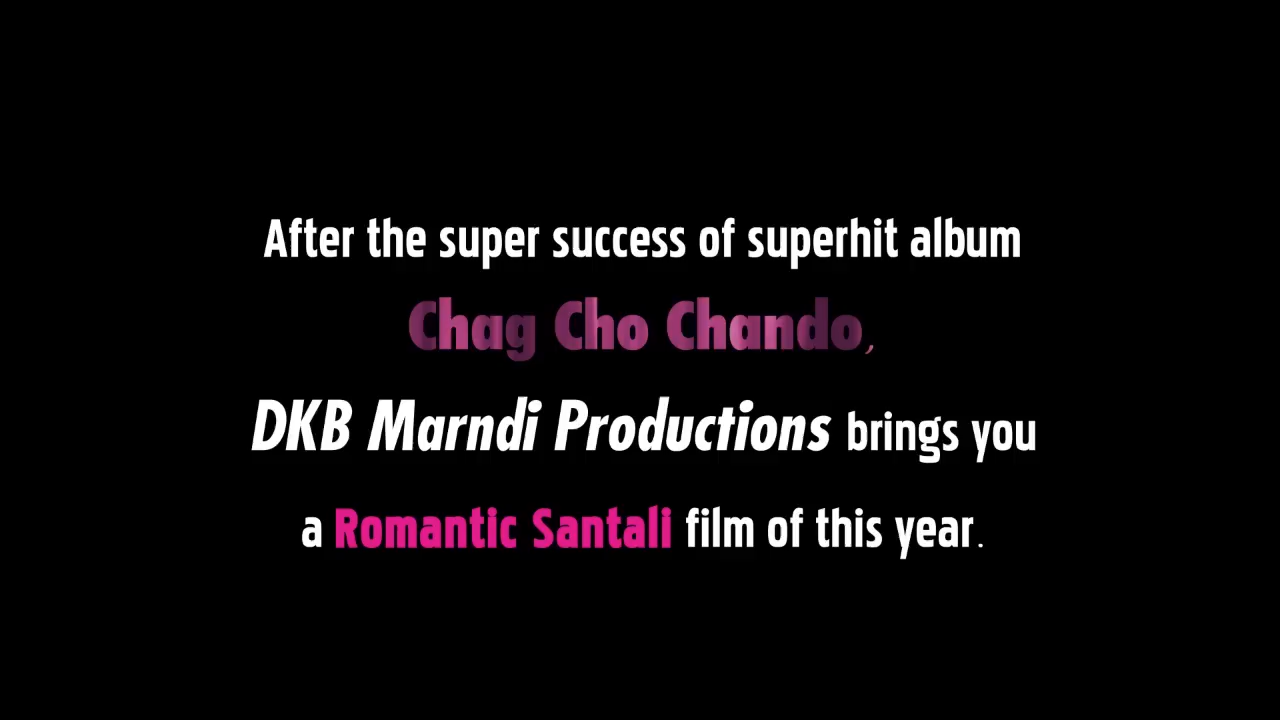 After the super success of superhit album
Chag Cho Chando,
DKB Marndi Productions brings you
a Romantic Santali film of this year.